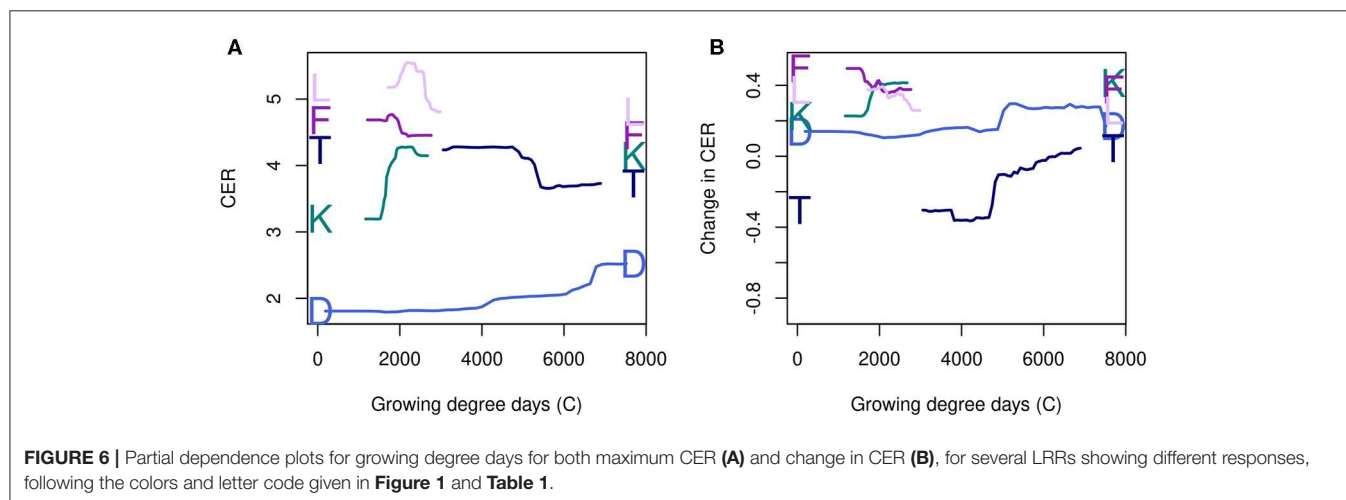 A
B
L
F
T
K
D
L
F
K
T
D
CER
5
4
3
2
0 2000 4000 6000 8000
Growing degree days (C)
F
L
K
D
T
K
F
L
D
T
Change in CER
0.4
0.0
-0.4
-0.8
0 2000 4000 6000 8000
Growing degree days (C)
FIGURE 6 | Partial dependence plots for growing degree days for both maximum CER (A) and change in CER (B), for several LRRs showing different responses,
following the colors and letter code given in Figure 1 and Table 1.